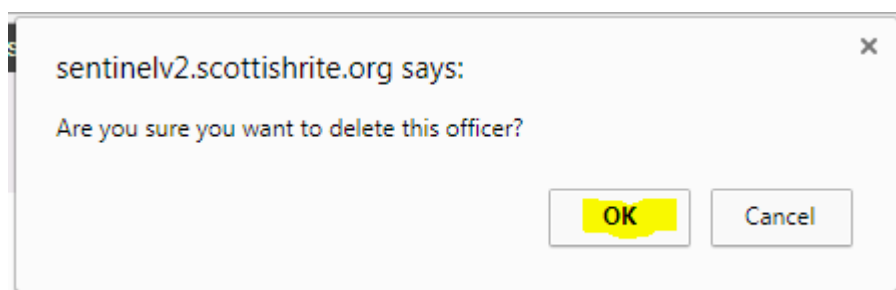 sentinelv2.scottishrite.org says:
Are you sure you want to delete this officer?
OK Cancel